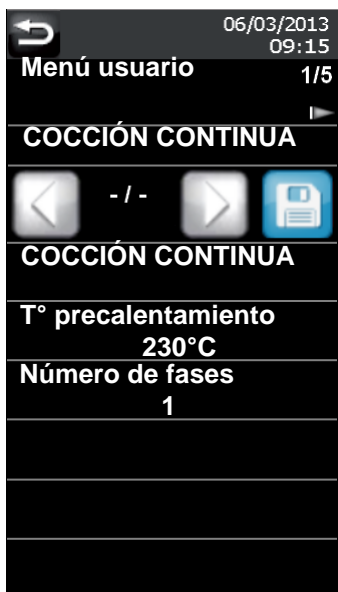 06/03/2013
09:15
Menú usuario
1/5
COCCIÓN CONTINUA
- / -
COCCIÓN CONTINUA
T° precalentamiento
230°C
Número de fases
1